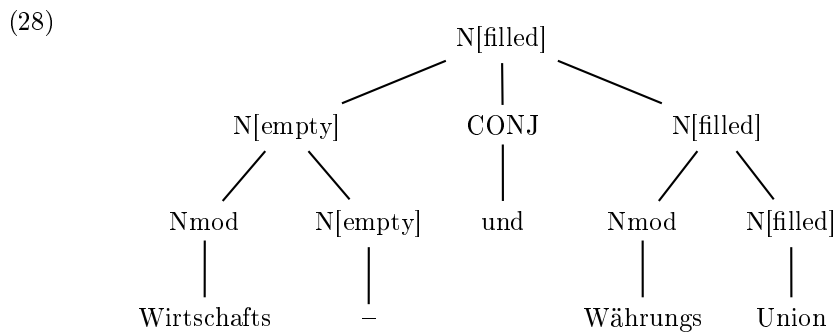 (28)
N[filled]
N[empty] CONJ N[filled]
Nmod N[empty] und Nmod N[filled]
Wirtschafts – Währungs Union